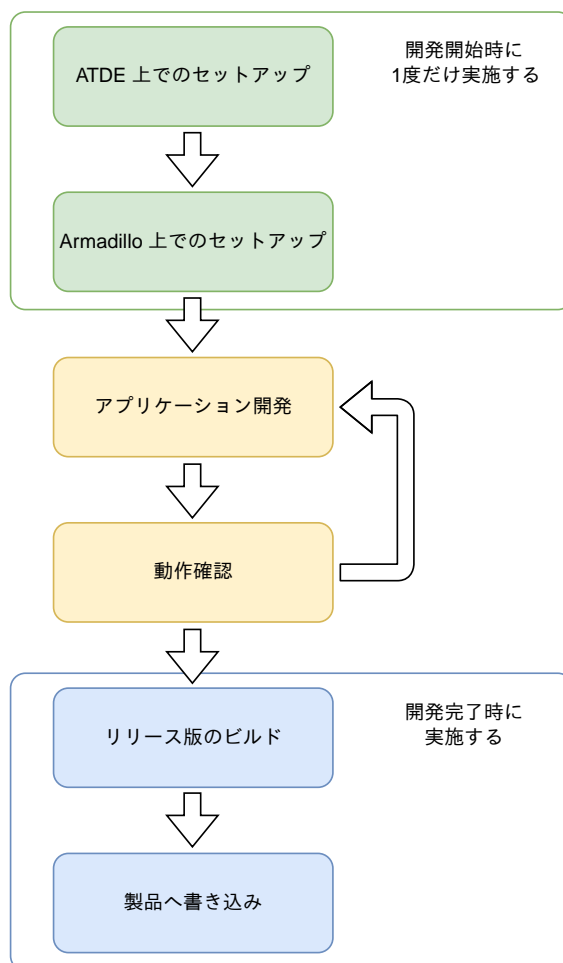 ATDE 上でのセットアップ
開発開始時に
1度だけ実施する
Armadillo 上でのセットアップ
アプリケーション開発
動作確認
リリース版のビルド
開発完了時に
実施する
製品へ書き込み